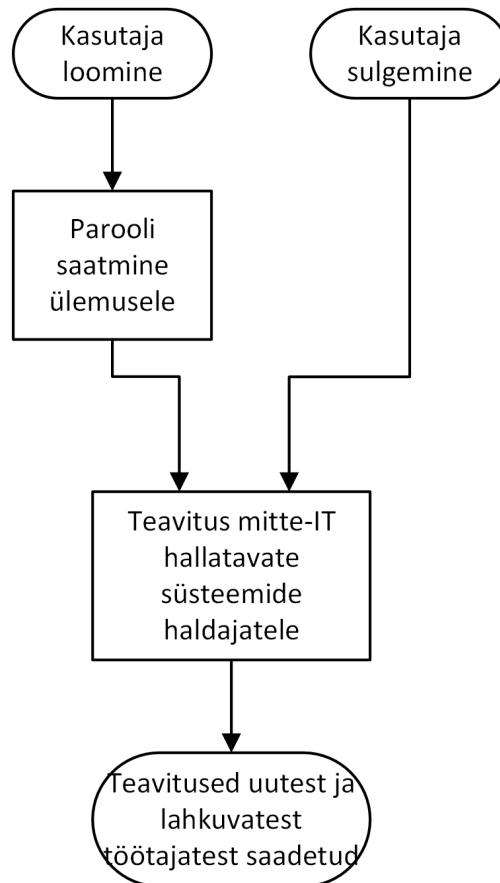 Kasutaja
loomine
Kasutaja
sulgemine
Parooli
saatmine
ülemusele
Teavitus mitte-IT
hallatavate
süsteemide
haldajatele
Teavitused uutest ja
lahkuvatest
töötajatest saadetud